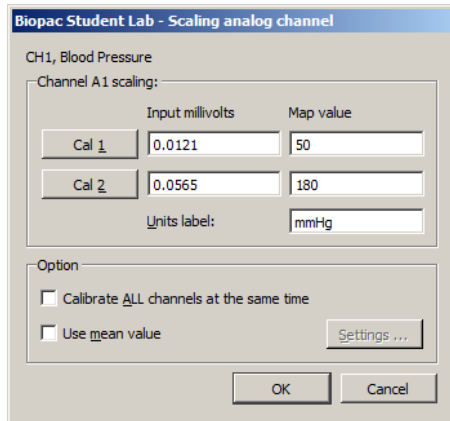 Biopac Student Lab - Scaling analog channel
CH1, Blood Pressure
Channel A1 scaling:
Input millivolts Map value
Cal 1 0.0121 50
Cal 2 0.0565 180
Units label: mmHg
Option
Calibrate ALL channels at the same time
Use mean value Settings ...
OK Cancel